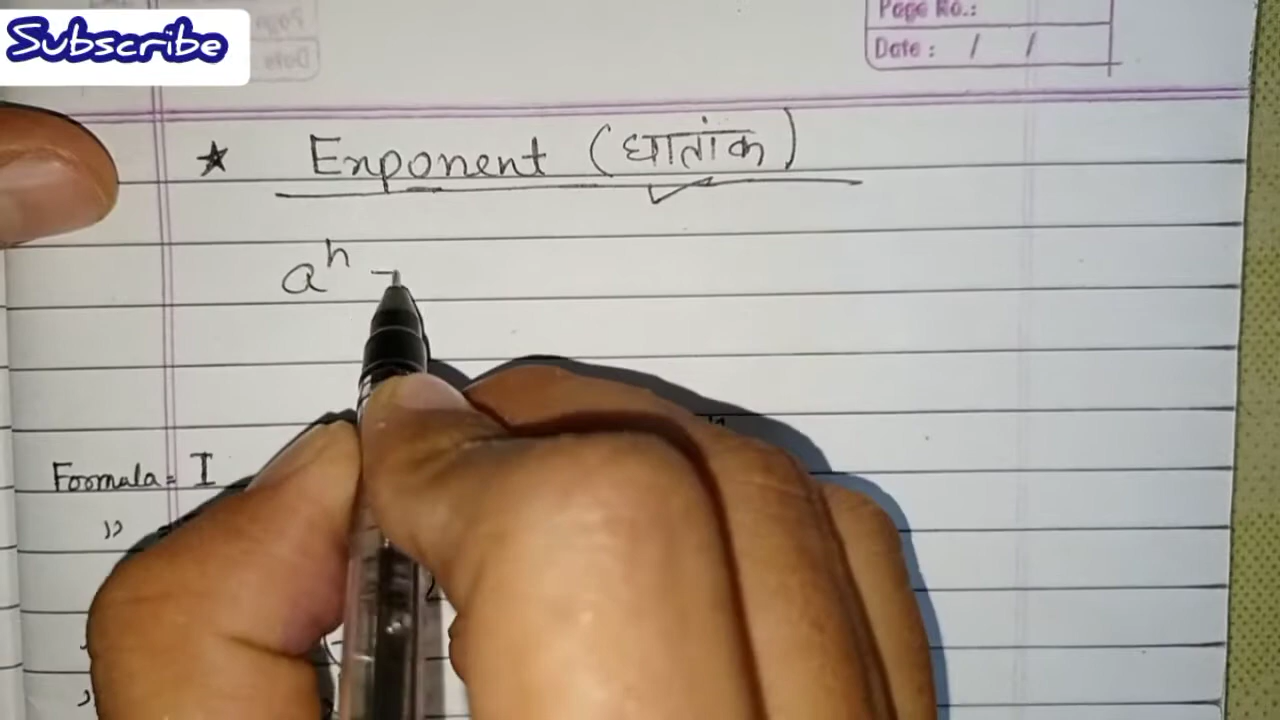 Subscribe
Page No.:
Date : / /
★ Exponent (घातांक)
aⁿ -
Formula = I
" =